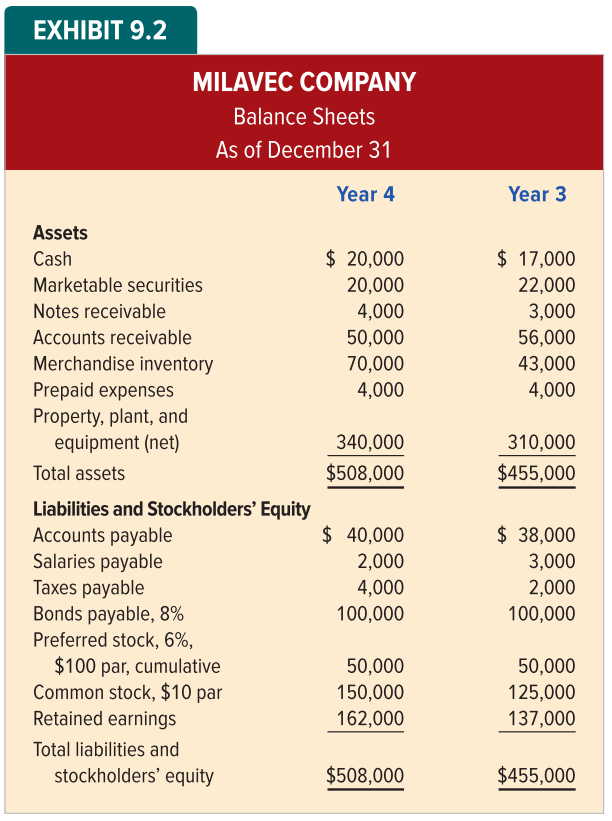 EXHIBIT 9.2
MILAVEC COMPANY
Balance Sheets
As of December 31
Year 4 Year 3
Assets
Cash $ 20,000 $ 17,000
Marketable securities 20,000 22,000
Notes receivable 4,000 3,000
Accounts receivable 50,000 56,000
Merchandise inventory 70,000 43,000
Prepaid expenses 4,000 4,000
Property, plant, and
equipment (net) 340,000 310,000
Total assets $508,000 $455,000
Liabilities and Stockholders’ Equity
Accounts payable $ 40,000 $ 38,000
Salaries payable 2,000 3,000
Taxes payable 4,000 2,000
Bonds payable, 8% 100,000 100,000
Preferred stock, 6%,
$100 par, cumulative 50,000 50,000
Common stock, $10 par 150,000 125,000
Retained earnings 162,000 137,000
Total liabilities and
stockholders’ equity $508,000 $455,000